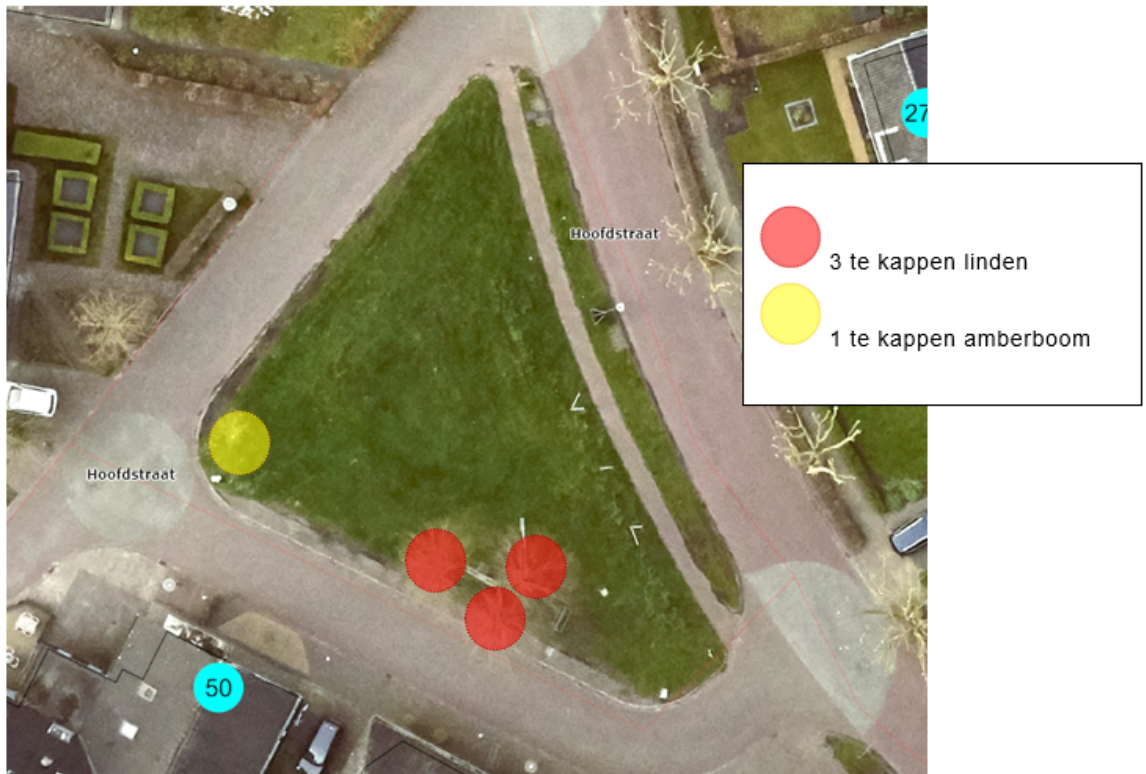 27
Hoofdstraat
3 te kappen linden
1 te kappen amberboom
Hoofdstraat
50